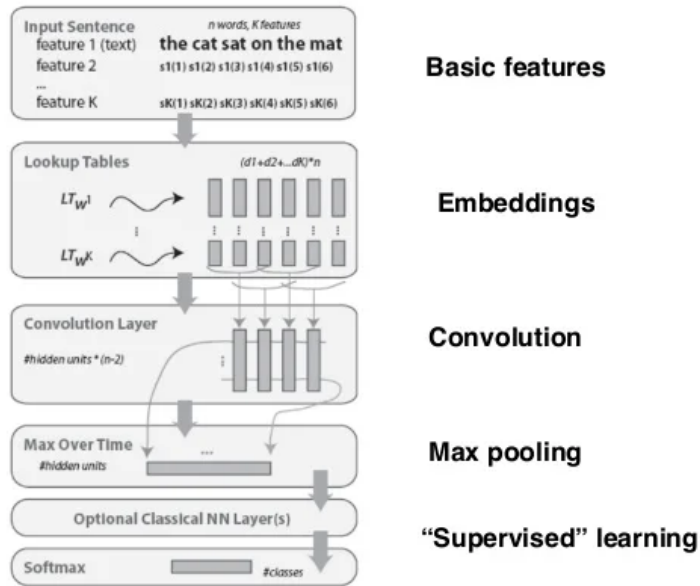 Input Sentence
n words, K features
feature 1 (text) the cat sat on the mat
feature 2 s1(1) s1(2) s1(3) s1(4) s1(5) s1(6)
...
feature K sK(1) sK(2) sK(3) sK(4) sK(5) sK(6)
Basic features
Lookup Tables
(d1+d2+...dK)*n
LTW1
LTWK
Embeddings
Convolution Layer
#hidden units * (n-2)
Convolution
Max Over Time
#hidden units
...
Max pooling
Optional Classical NN Layer(s)
"Supervised" learning
Softmax
#classes